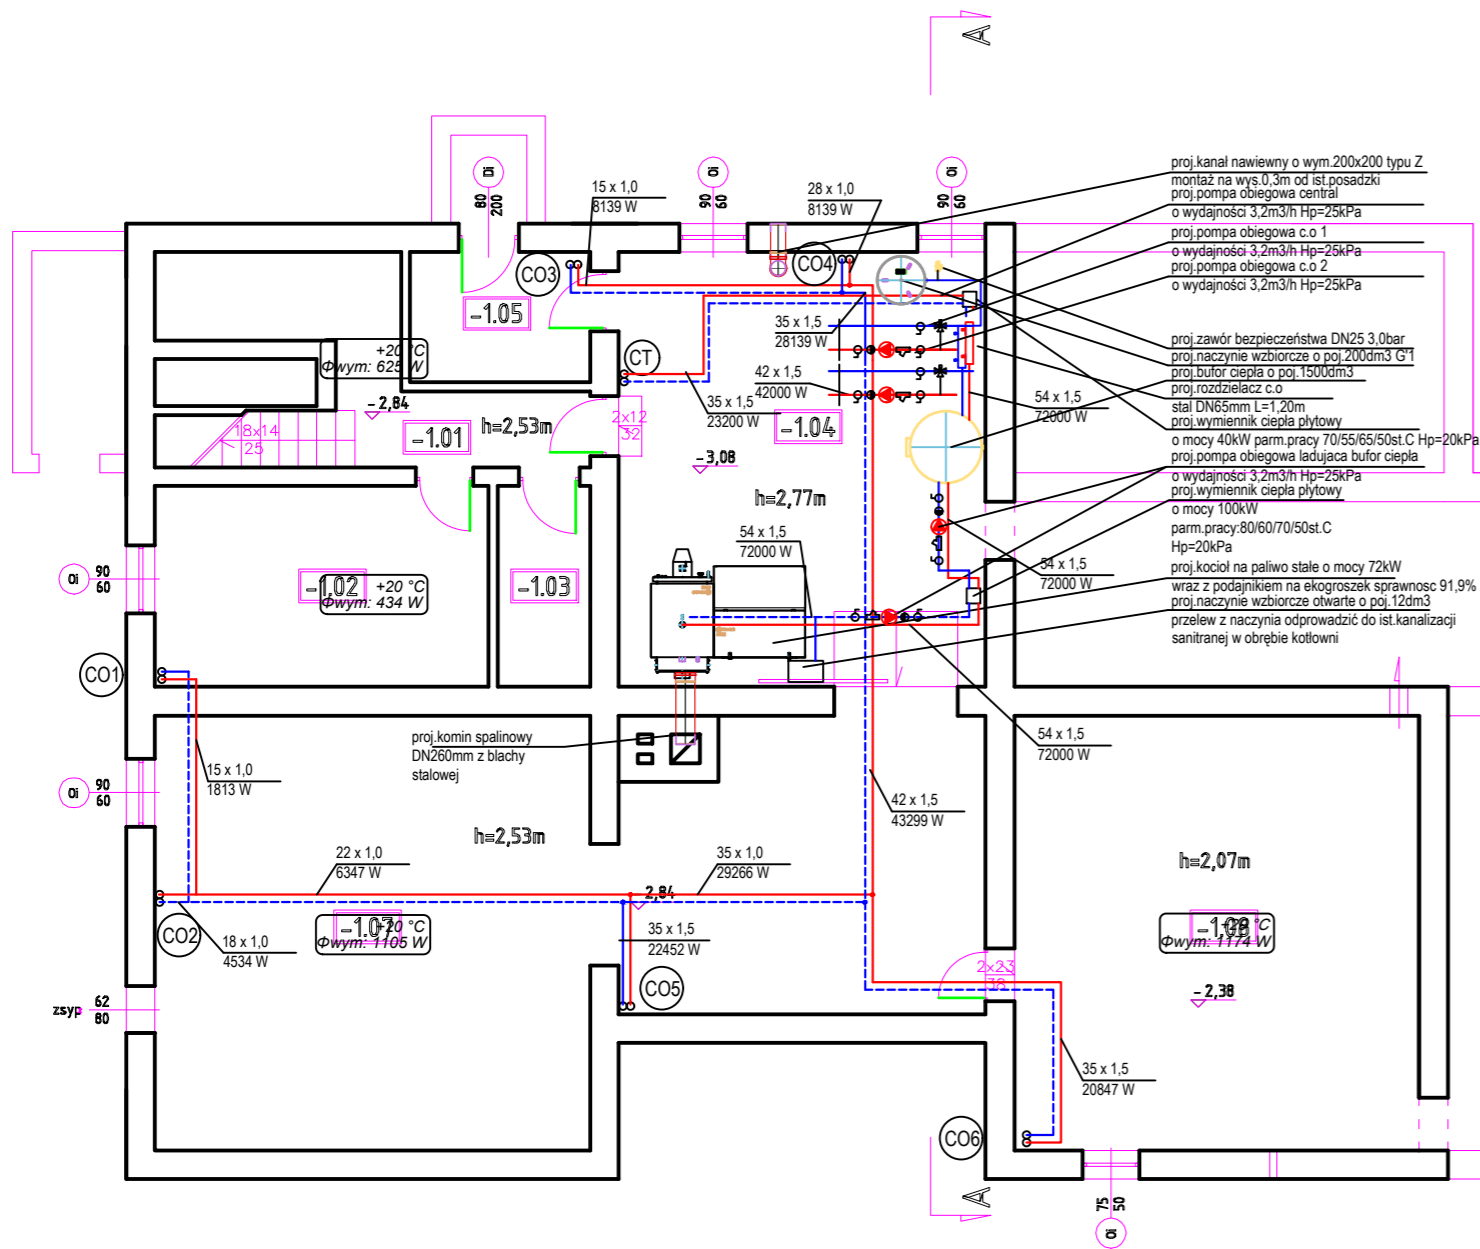 A
proj.kanał nawiewny o wym.200x200 typu Z
montaż na wys.0,3m od ist.posadzki
proj.pompa obiegowa central
o wydajności 3,2m3/h Hp=25kPa
proj.pompa obiegowa c.o 1
o wydajności 3,2m3/h Hp=25kPa
proj.pompa obiegowa c.o 2
o wydajności 3,2m3/h Hp=25kPa
proj.zawór bezpieczeństwa DN25 3,0bar
proj.naczynie wzbiorcze o poj.200dm3 G'1
proj.bufor ciepła o poj.1500dm3
proj.rozdzielacz c.o
stal DN65mm L=1,20m
proj.wymiennik ciepła płytowy
o mocy 40kW parm.pracy 70/55/65/50st.C Hp=20kPa
proj.pompa obiegowa ladujaca bufor ciepła
o wydajności 3,2m3/h Hp=25kPa
proj.wymiennik ciepła płytowy
o mocy 100kW
parm.pracy:80/60/70/50st.C
Hp=20kPa
proj.kocioł na paliwo stałe o mocy 72kW
wraz z podajnikiem na ekogroszek sprawnosc 91,9%
proj.naczynie wzbiorcze otwarte o poj.12dm3
przelew z naczynia odprowadzić do ist.kanalizacji
sanitranej w obrębie kotłowni
Di
80
200
Oi
90
60
Oi
90
60
15 x 1,0
8139 W
28 x 1,0
8139 W
CO3
CO4
-1.05
+20 °C
Φwym: 625 W
CT
35 x 1,5
28139 W
42 x 1,5
42000 W
35 x 1,5
23200 W
54 x 1,5
72000 W
-2,84
-1.01
h=2,53m
18x14
25
2x12
32
-1.04
-3,08
h=2,77m
54 x 1,5
72000 W
54 x 1,5
72000 W
Oi
90
60
-1.02
+20 °C
Φwym: 434 W
-1.03
CO1
proj.komin spalinowy
DN260mm z blachy
stalowej
54 x 1,5
72000 W
Oi
90
60
15 x 1,0
1813 W
42 x 1,5
43299 W
h=2,53m
h=2,07m
22 x 1,0
6347 W
35 x 1,0
29266 W
-2,84
CO2
18 x 1,0
4534 W
-1.07
+20 °C
Φwym: 1105 W
35 x 1,5
22452 W
CO5
°C
Φwym: 1174 W
2x23
38
-2,38
zsyp
62
80
35 x 1,5
20847 W
CO6
75
50
Oi
A